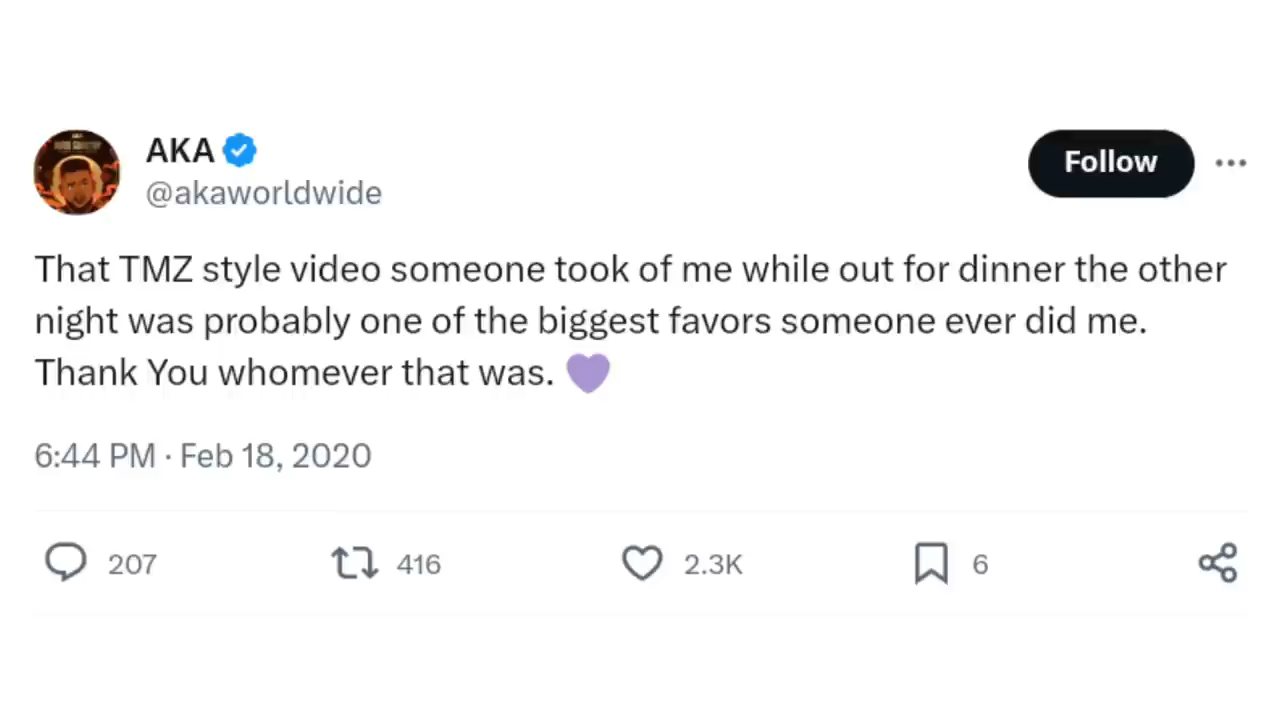 AKA
@akaworldwide
Follow
That TMZ style video someone took of me while out for dinner the other
night was probably one of the biggest favors someone ever did me.
Thank You whomever that was. 💜
6:44 PM · Feb 18, 2020
207
416
2.3K
6